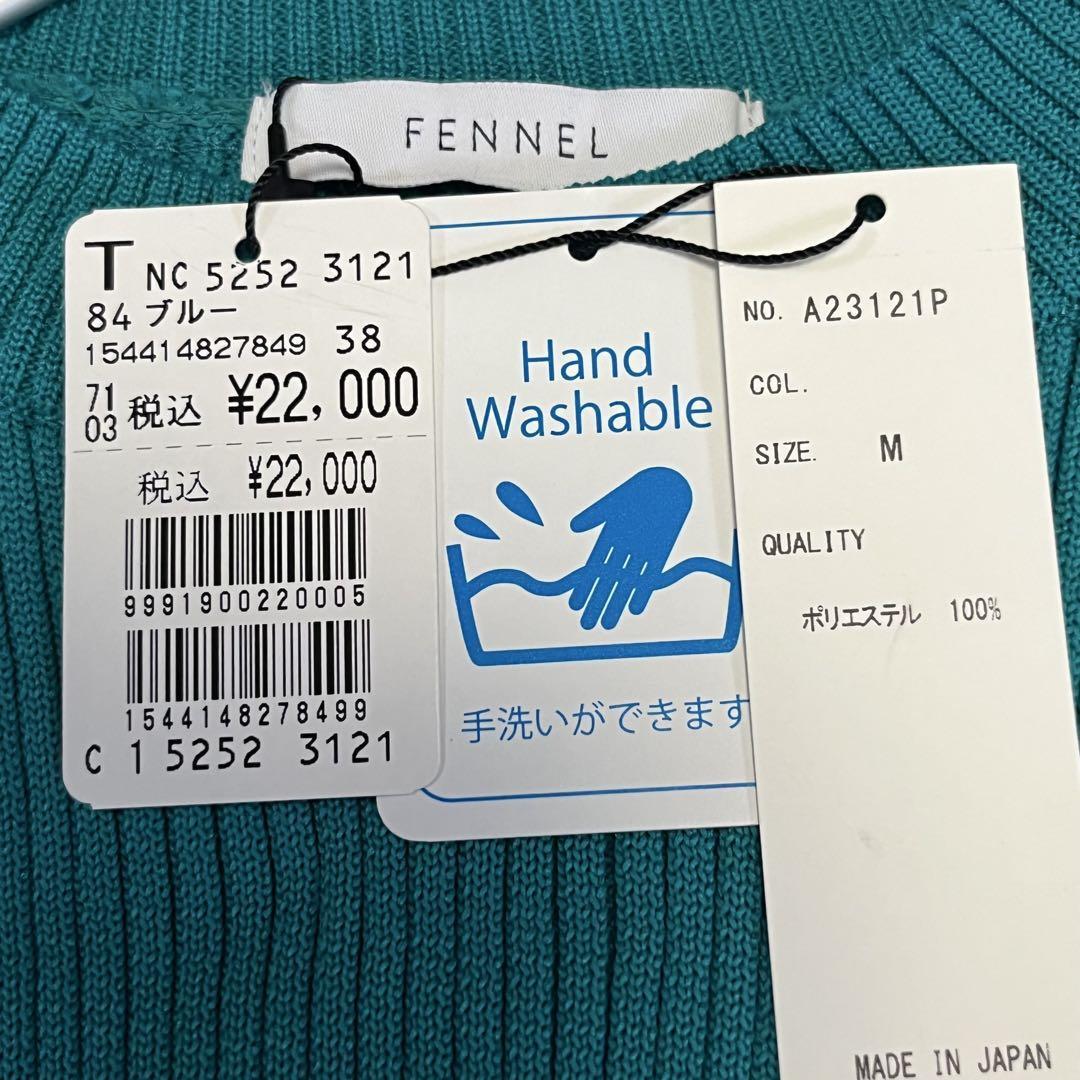 FENNEL
T NC 5252 3121
84 ブルー
154414827849 38
71
03 税込 ¥22,000
税込 ¥22,000
9991900220005
1544148278499
C 1 5252 3121
Hand
Washable
手洗いができます
NO. A23121P
COL.
SIZE. M
QUALITY
ポリエステル 100%
MADE IN JAPAN